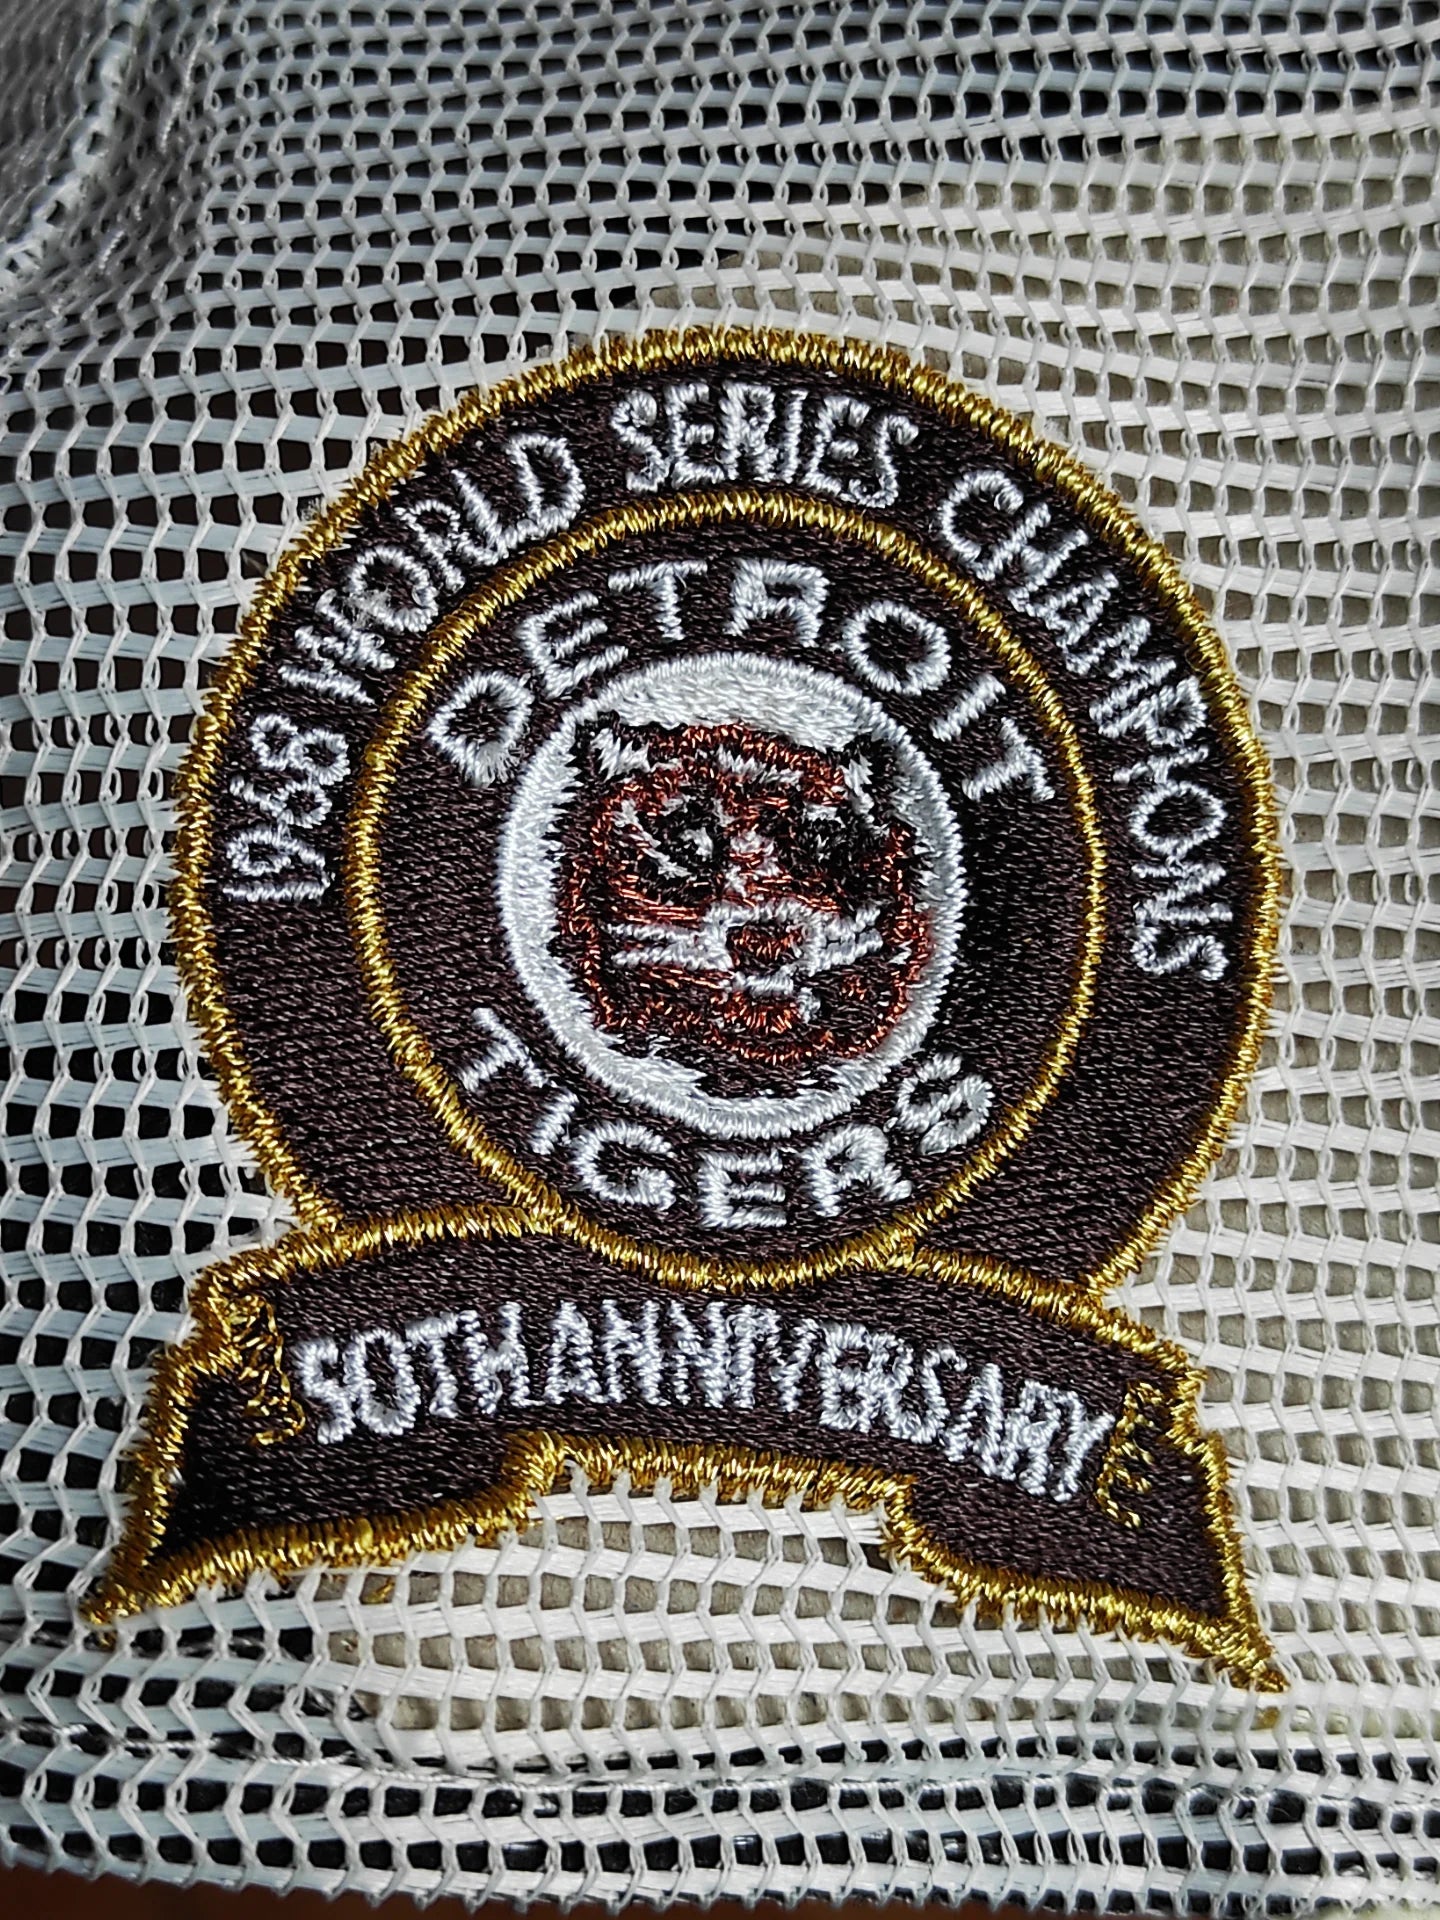 1968 WORLD SERIES CHAMPIONS
DETROIT
TIGERS
50TH ANNIVERSARY